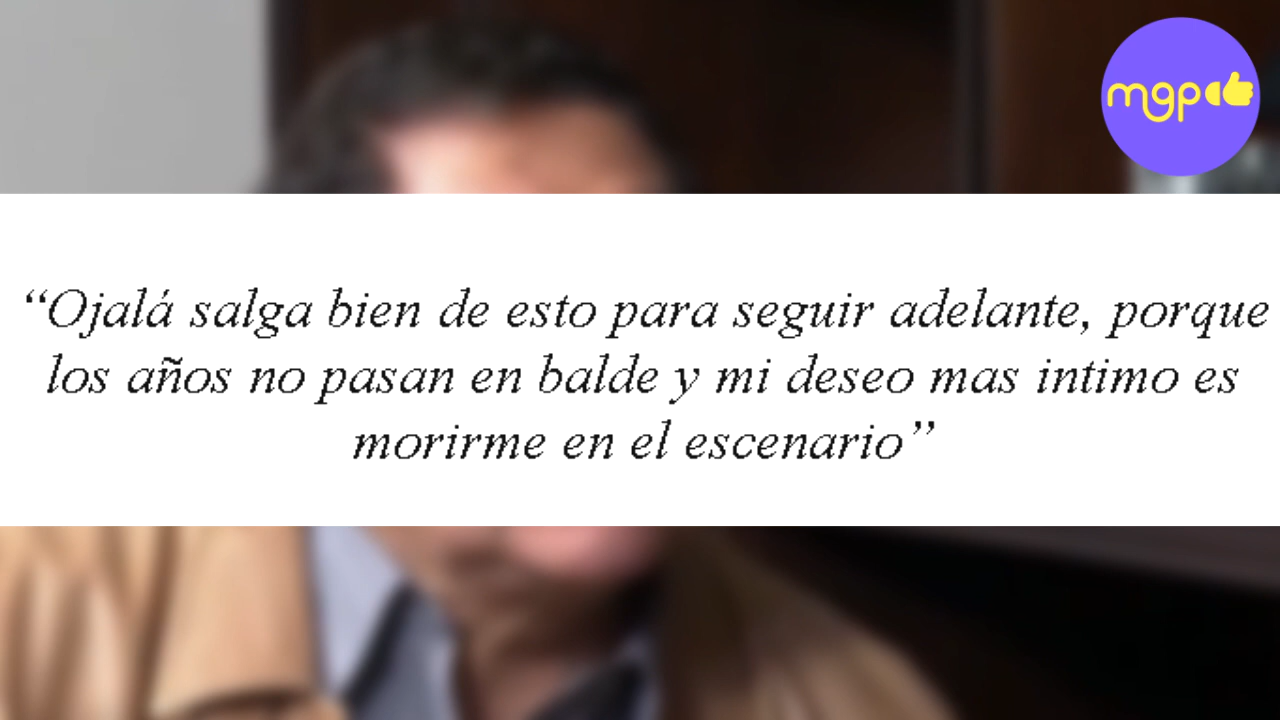 mgp
“Ojalá salga bien de esto para seguir adelante, porque
los años no pasan en balde y mi deseo mas intimo es
morirme en el escenario”